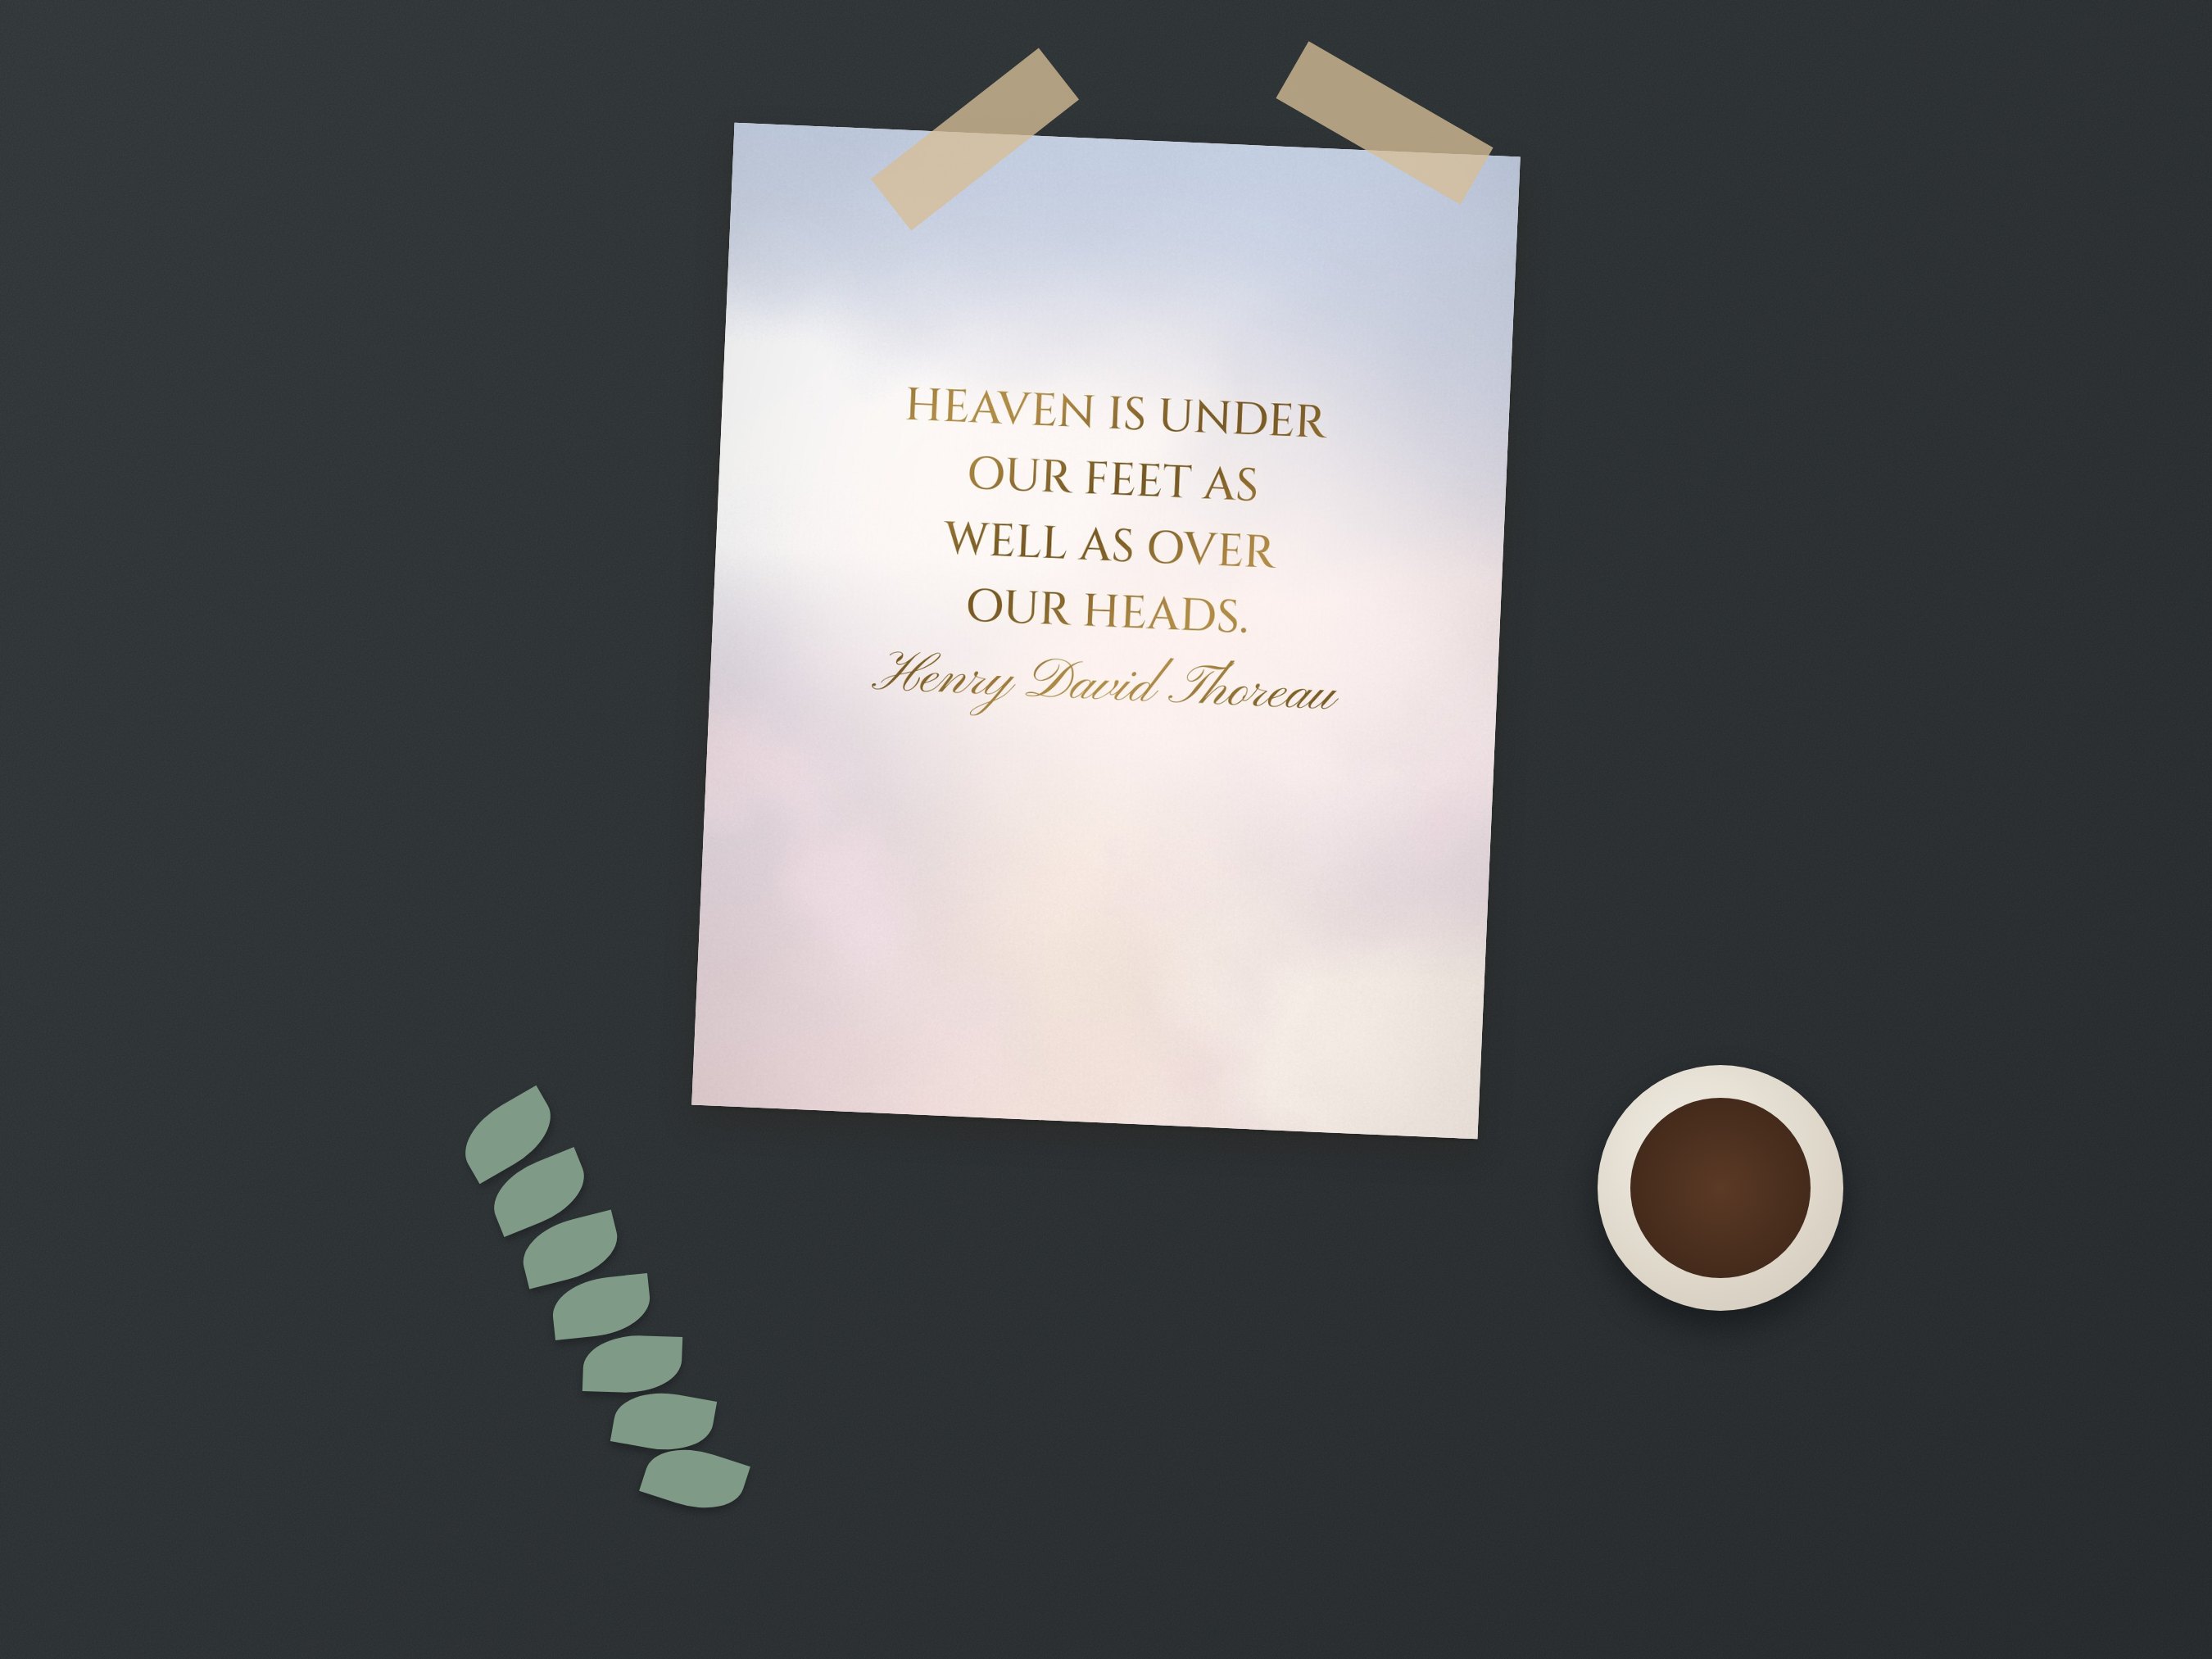 HEAVEN IS UNDER
OUR FEET AS
WELL AS OVER
OUR HEADS.
Henry David Thoreau